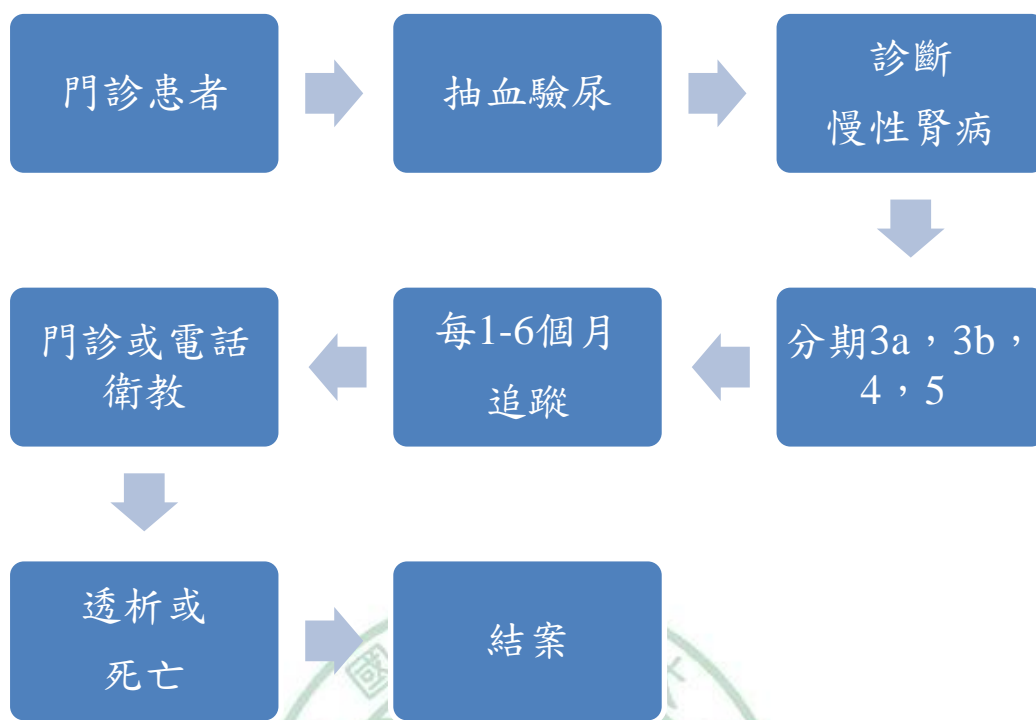 門診患者
抽血驗尿
診斷
慢性腎病
分期3a，3b，
4，5
每1-6個月
追蹤
門診或電話
衛教
透析或
死亡
結案
國
大